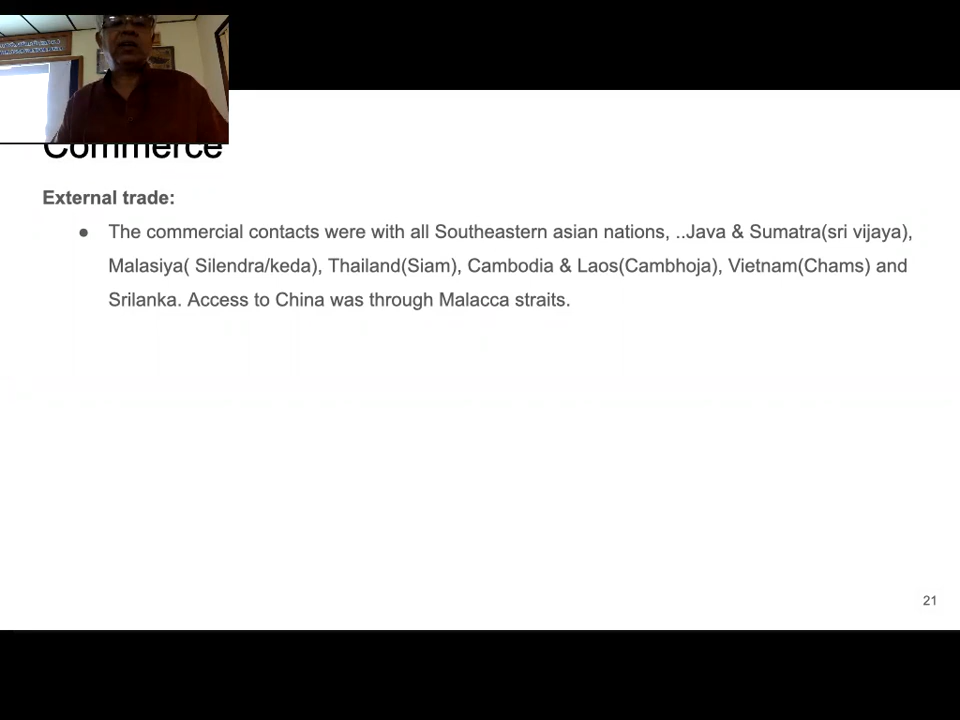 Commerce
External trade:
● The commercial contacts were with all Southeastern asian nations, ..Java & Sumatra(sri vijaya),
Malasiya( Silendra/keda), Thailand(Siam), Cambodia & Laos(Cambhoja), Vietnam(Chams) and
Srilanka. Access to China was through Malacca straits.
21